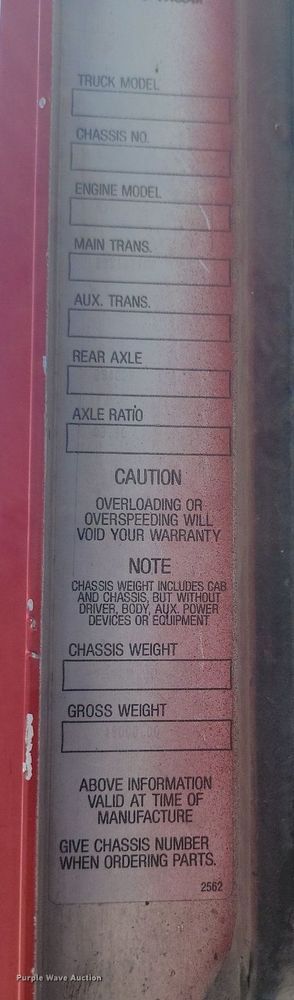 TRUCK MODEL
CHASSIS NO.
ENGINE MODEL
MAIN TRANS.
AUX. TRANS.
REAR AXLE
AXLE RATIO
CAUTION
OVERLOADING OR
OVERSPEEDING WILL
VOID YOUR WARRANTY
NOTE
CHASSIS WEIGHT INCLUDES CAB
AND CHASSIS, BUT WITHOUT
DRIVER, BODY, AUX. POWER
DEVICES OR EQUIPMENT
CHASSIS WEIGHT
GROSS WEIGHT
ABOVE INFORMATION
VALID AT TIME OF
MANUFACTURE
GIVE CHASSIS NUMBER
WHEN ORDERING PARTS.
2562
Purple Wave Auction